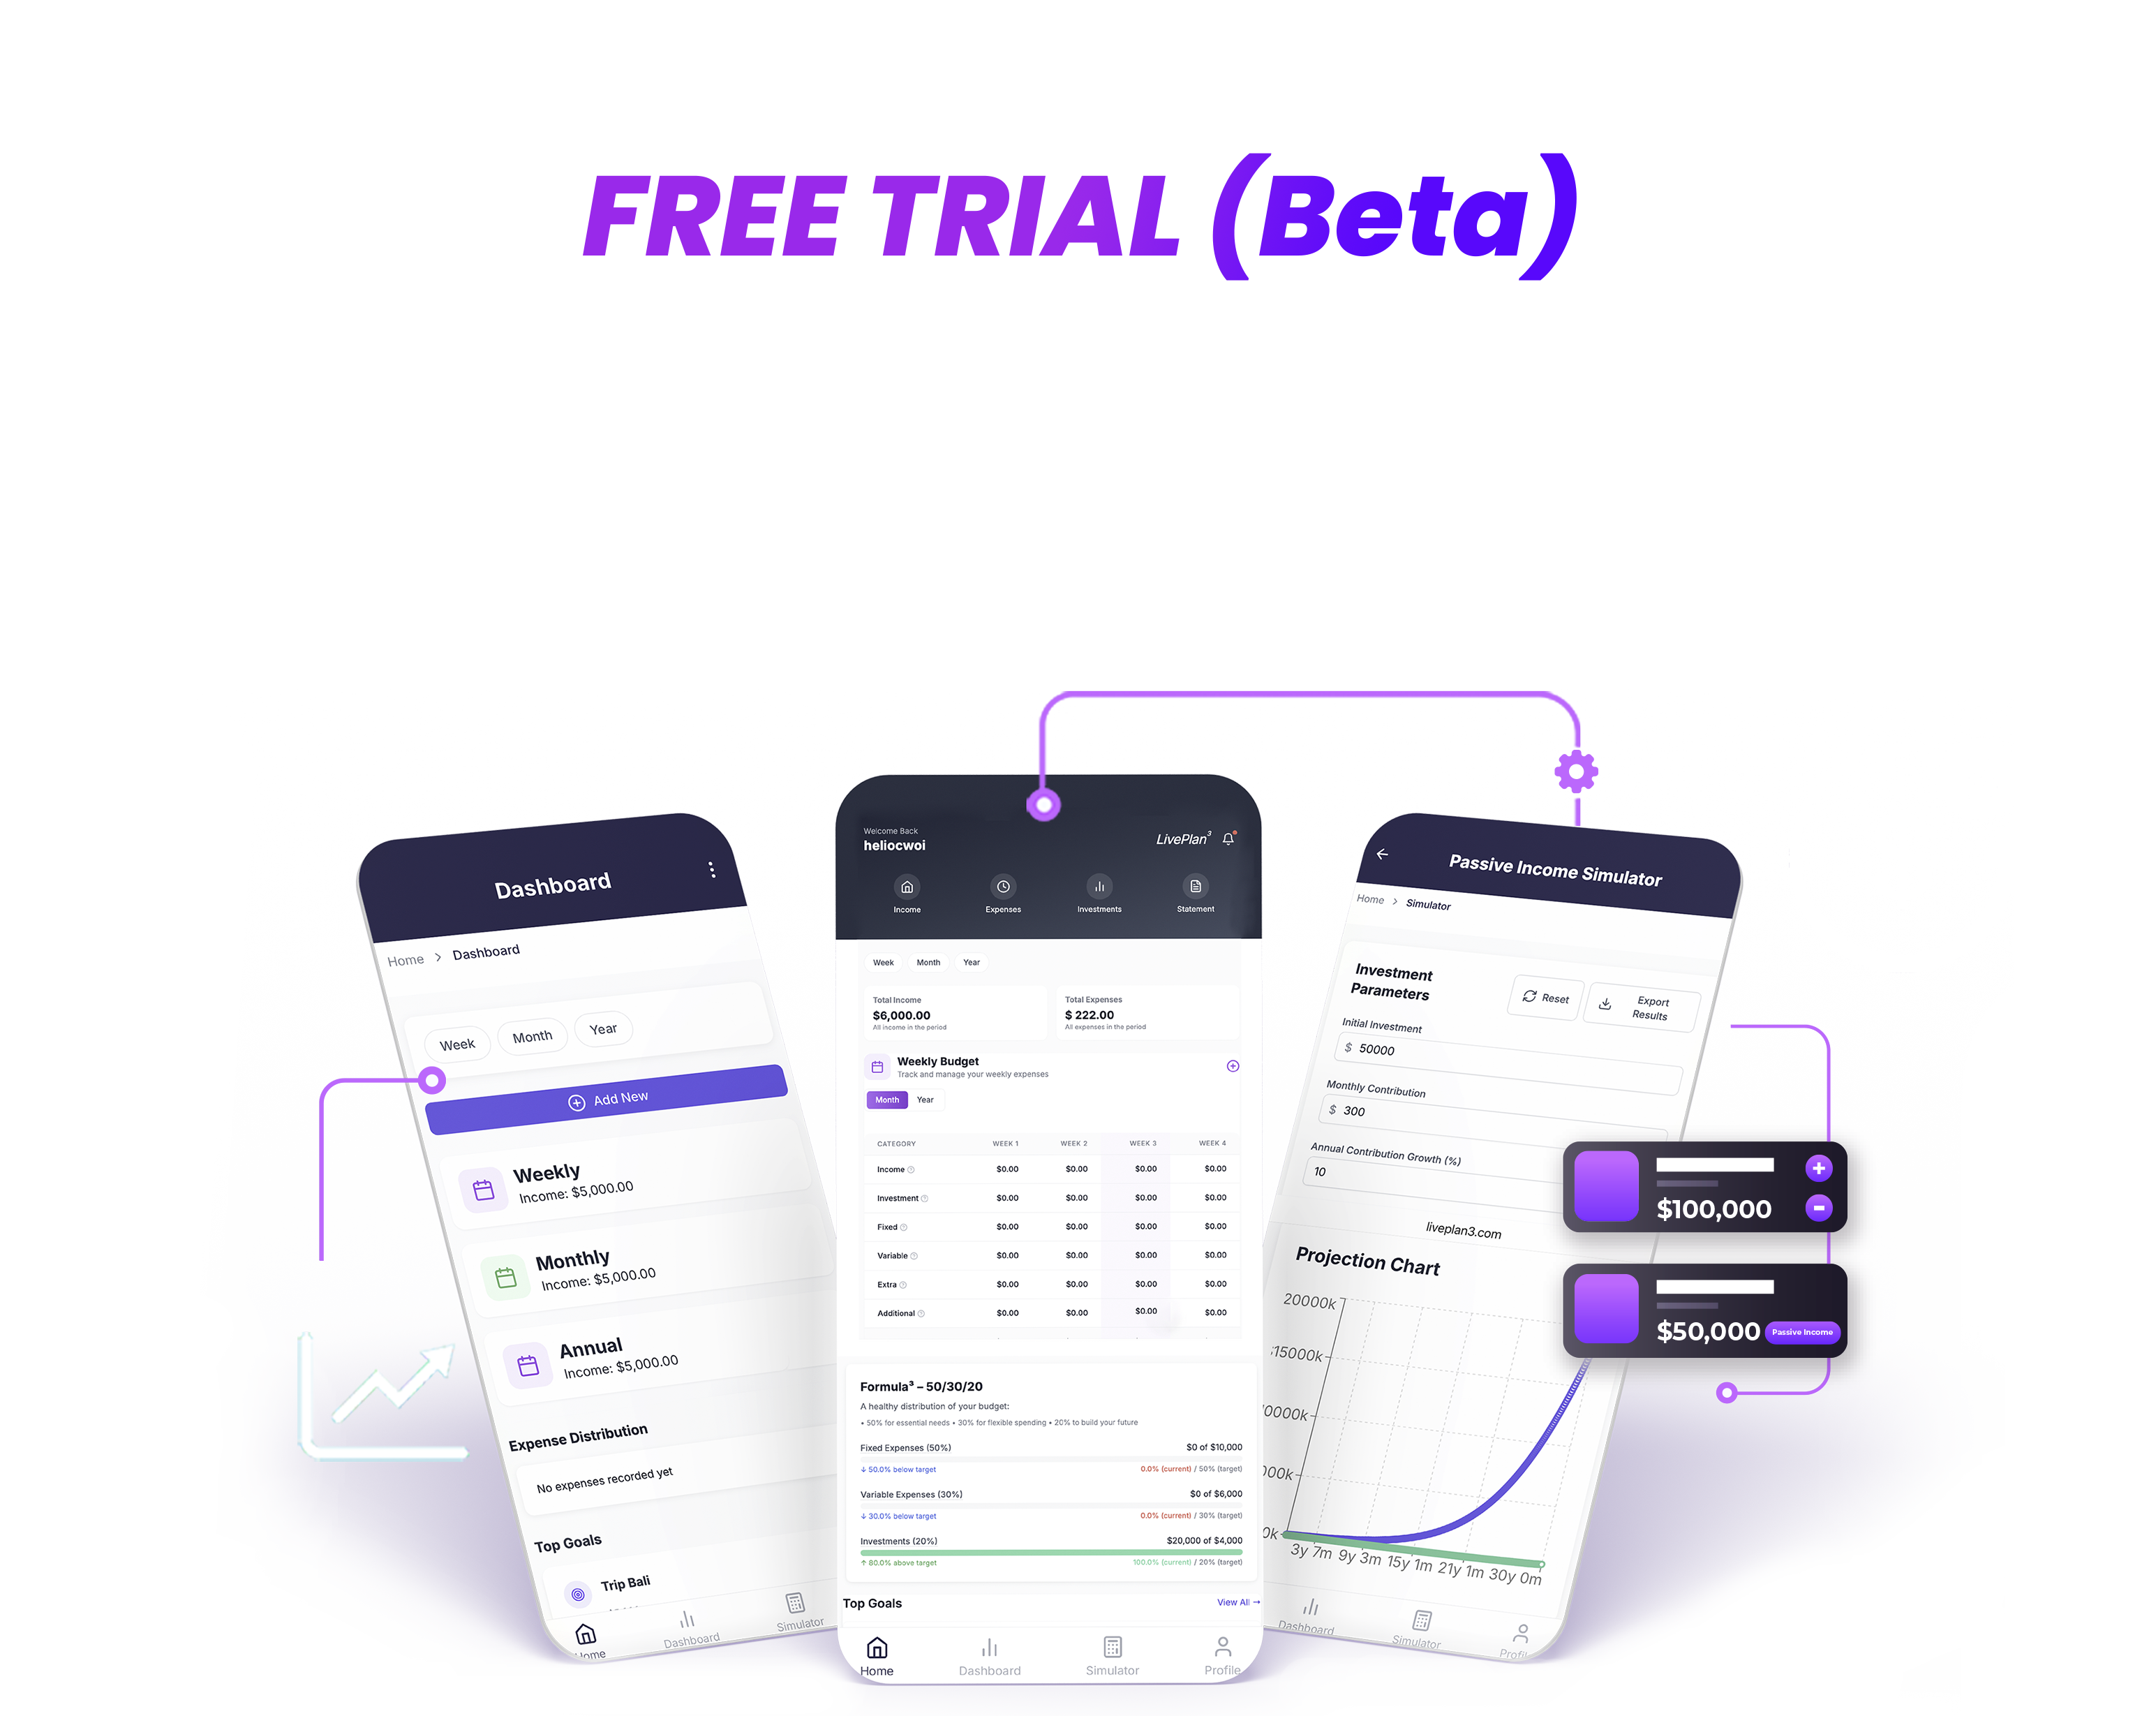 FREE TRIAL (Beta)
Dashboard
Home > Dashboard
Week Month Year
Add New
Weekly
Income: $5,000.00
Monthly
Income: $5,000.00
Annual
Income: $5,000.00
Expense Distribution
No expenses recorded yet
Top Goals
Trip Bali
Home Dashboard Simulator
Welcome Back
heliocwoi
LivePlan³
Income Expenses Investments Statement
Week Month Year
Total Income
$6,000.00
All income in the period
Total Expenses
$ 222.00
All expenses in the period
Weekly Budget
Track and manage your weekly expenses
Month Year
CATEGORY WEEK 1 WEEK 2 WEEK 3 WEEK 4
Income $0.00 $0.00 $0.00 $0.00
Investment $0.00 $0.00 $0.00 $0.00
Fixed $0.00 $0.00 $0.00 $0.00
Variable $0.00 $0.00 $0.00 $0.00
Extra $0.00 $0.00 $0.00 $0.00
Additional $0.00 $0.00 $0.00 $0.00
Formula³ – 50/30/20
A healthy distribution of your budget:
• 50% for essential needs • 30% for flexible spending • 20% to build your future
Fixed Expenses (50%) $0 of $10,000
↓ 50.0% below target 0.0% (current) / 50% (target)
Variable Expenses (30%) $0 of $6,000
↓ 30.0% below target 0.0% (current) / 30% (target)
Investments (20%) $20,000 of $4,000
↑ 80.0% above target 100.0% (current) / 20% (target)
Top Goals View All →
Home Dashboard Simulator Profile
Passive Income Simulator
Home > Simulator
Investment
Parameters
Reset
Export
Results
Initial Investment
$ 50000
Monthly Contribution
$ 300
Annual Contribution Growth (%)
10
liveplan3.com
Projection Chart
20000k
15000k
0000k
000k
0k
3y 7m 9y 3m 15y 1m 21y 1m 30y 0m
Dashboard Simulator Profil
$100,000
$50,000 Passive Income